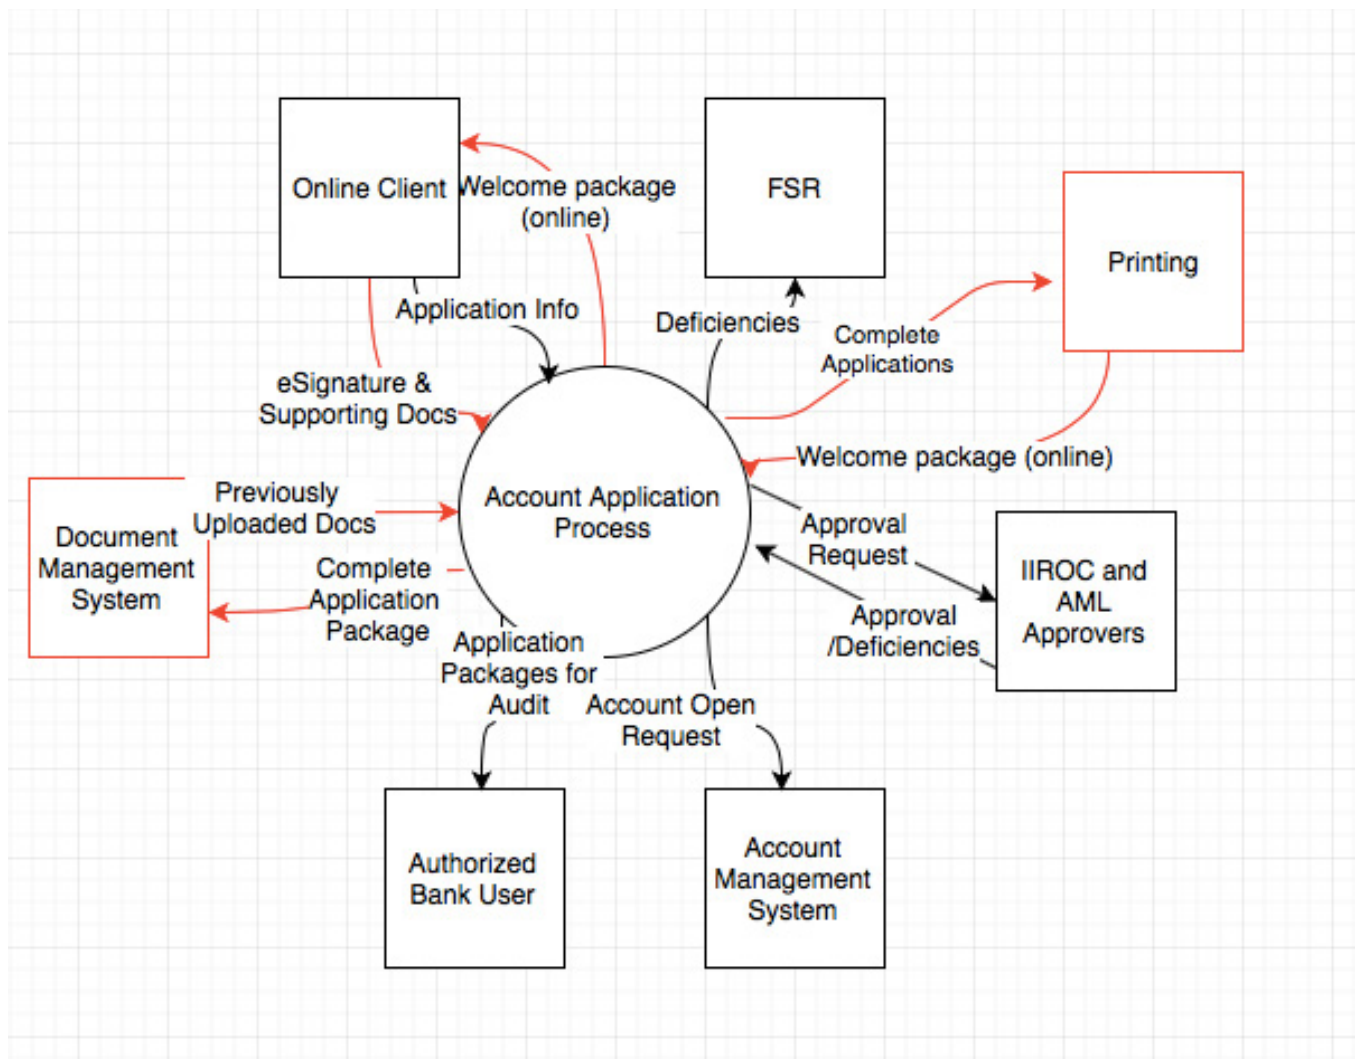 Online Client
Welcome package
(online)
FSR
Printing
Application Info
Deficiencies
Complete
Applications
eSignature &
Supporting Docs
Welcome package (online)
Previously
Uploaded Docs
Account Application
Process
Document
Management
System
Complete
Application
Package
Approval
Request
IIROC and
AML
Approvers
Approval
/Deficiencies
Application
Packages for
Audit
Account Open
Request
Authorized
Bank User
Account
Management
System